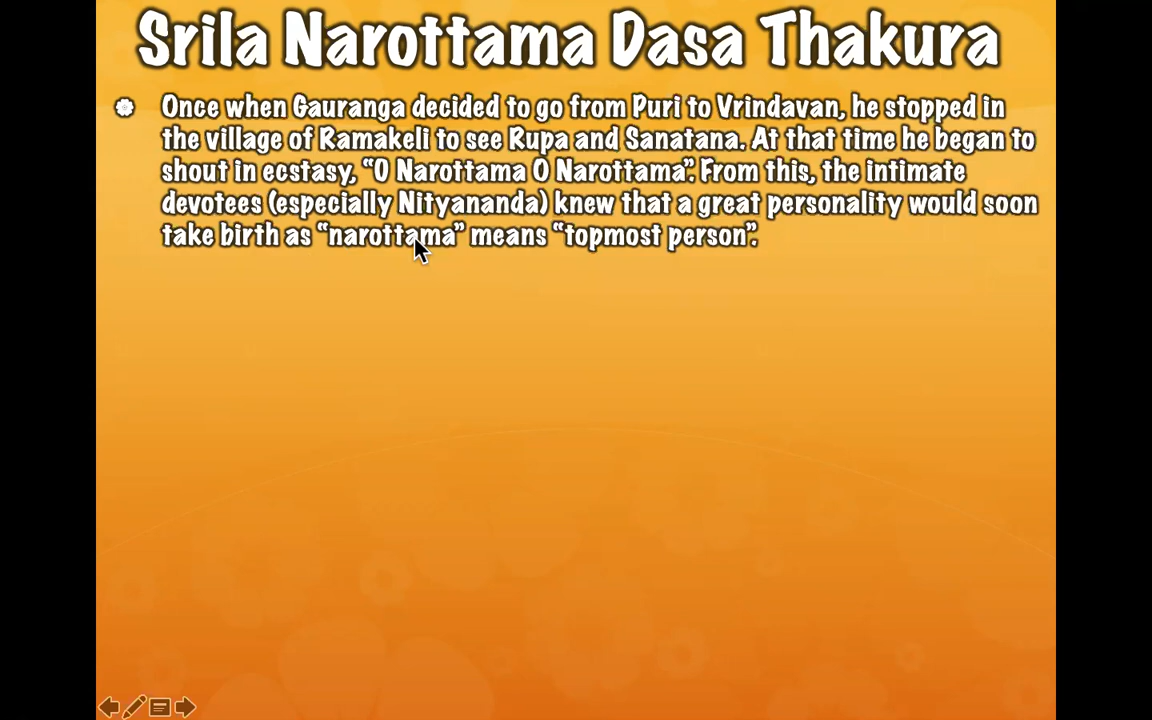 Srila Narottama Dasa Thakura
Once when Gauranga decided to go from Puri to Vrindavan, he stopped in
the village of Ramakeli to see Rupa and Sanatana. At that time he began to
shout in ecstasy, “O Narottama O Narottama”. From this, the intimate
devotees (especially Nityananda) knew that a great personality would soon
take birth as “narottama” means “topmost person”.